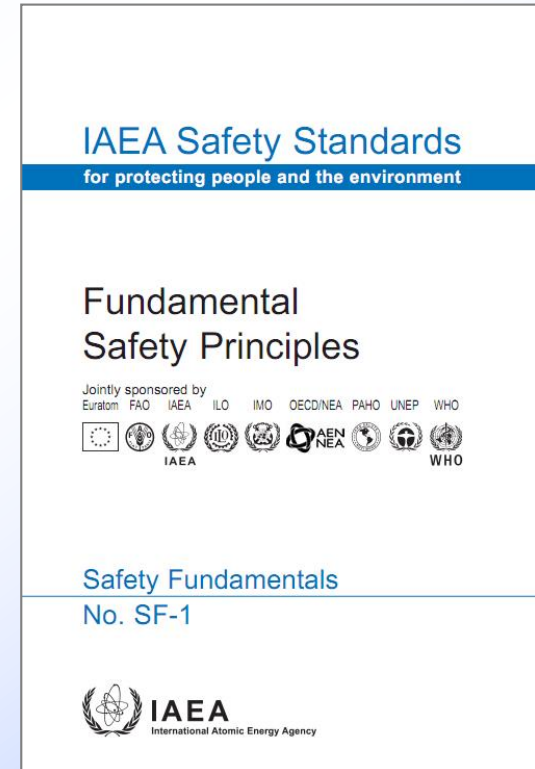 IAEA Safety Standards
for protecting people and the environment
Fundamental
Safety Principles
Jointly sponsored by
Euratom FAO IAEA ILO IMO OECD/NEA PAHO UNEP WHO
IAEA AEN NEA WHO
Safety Fundamentals
No. SF-1
IAEA
International Atomic Energy Agency